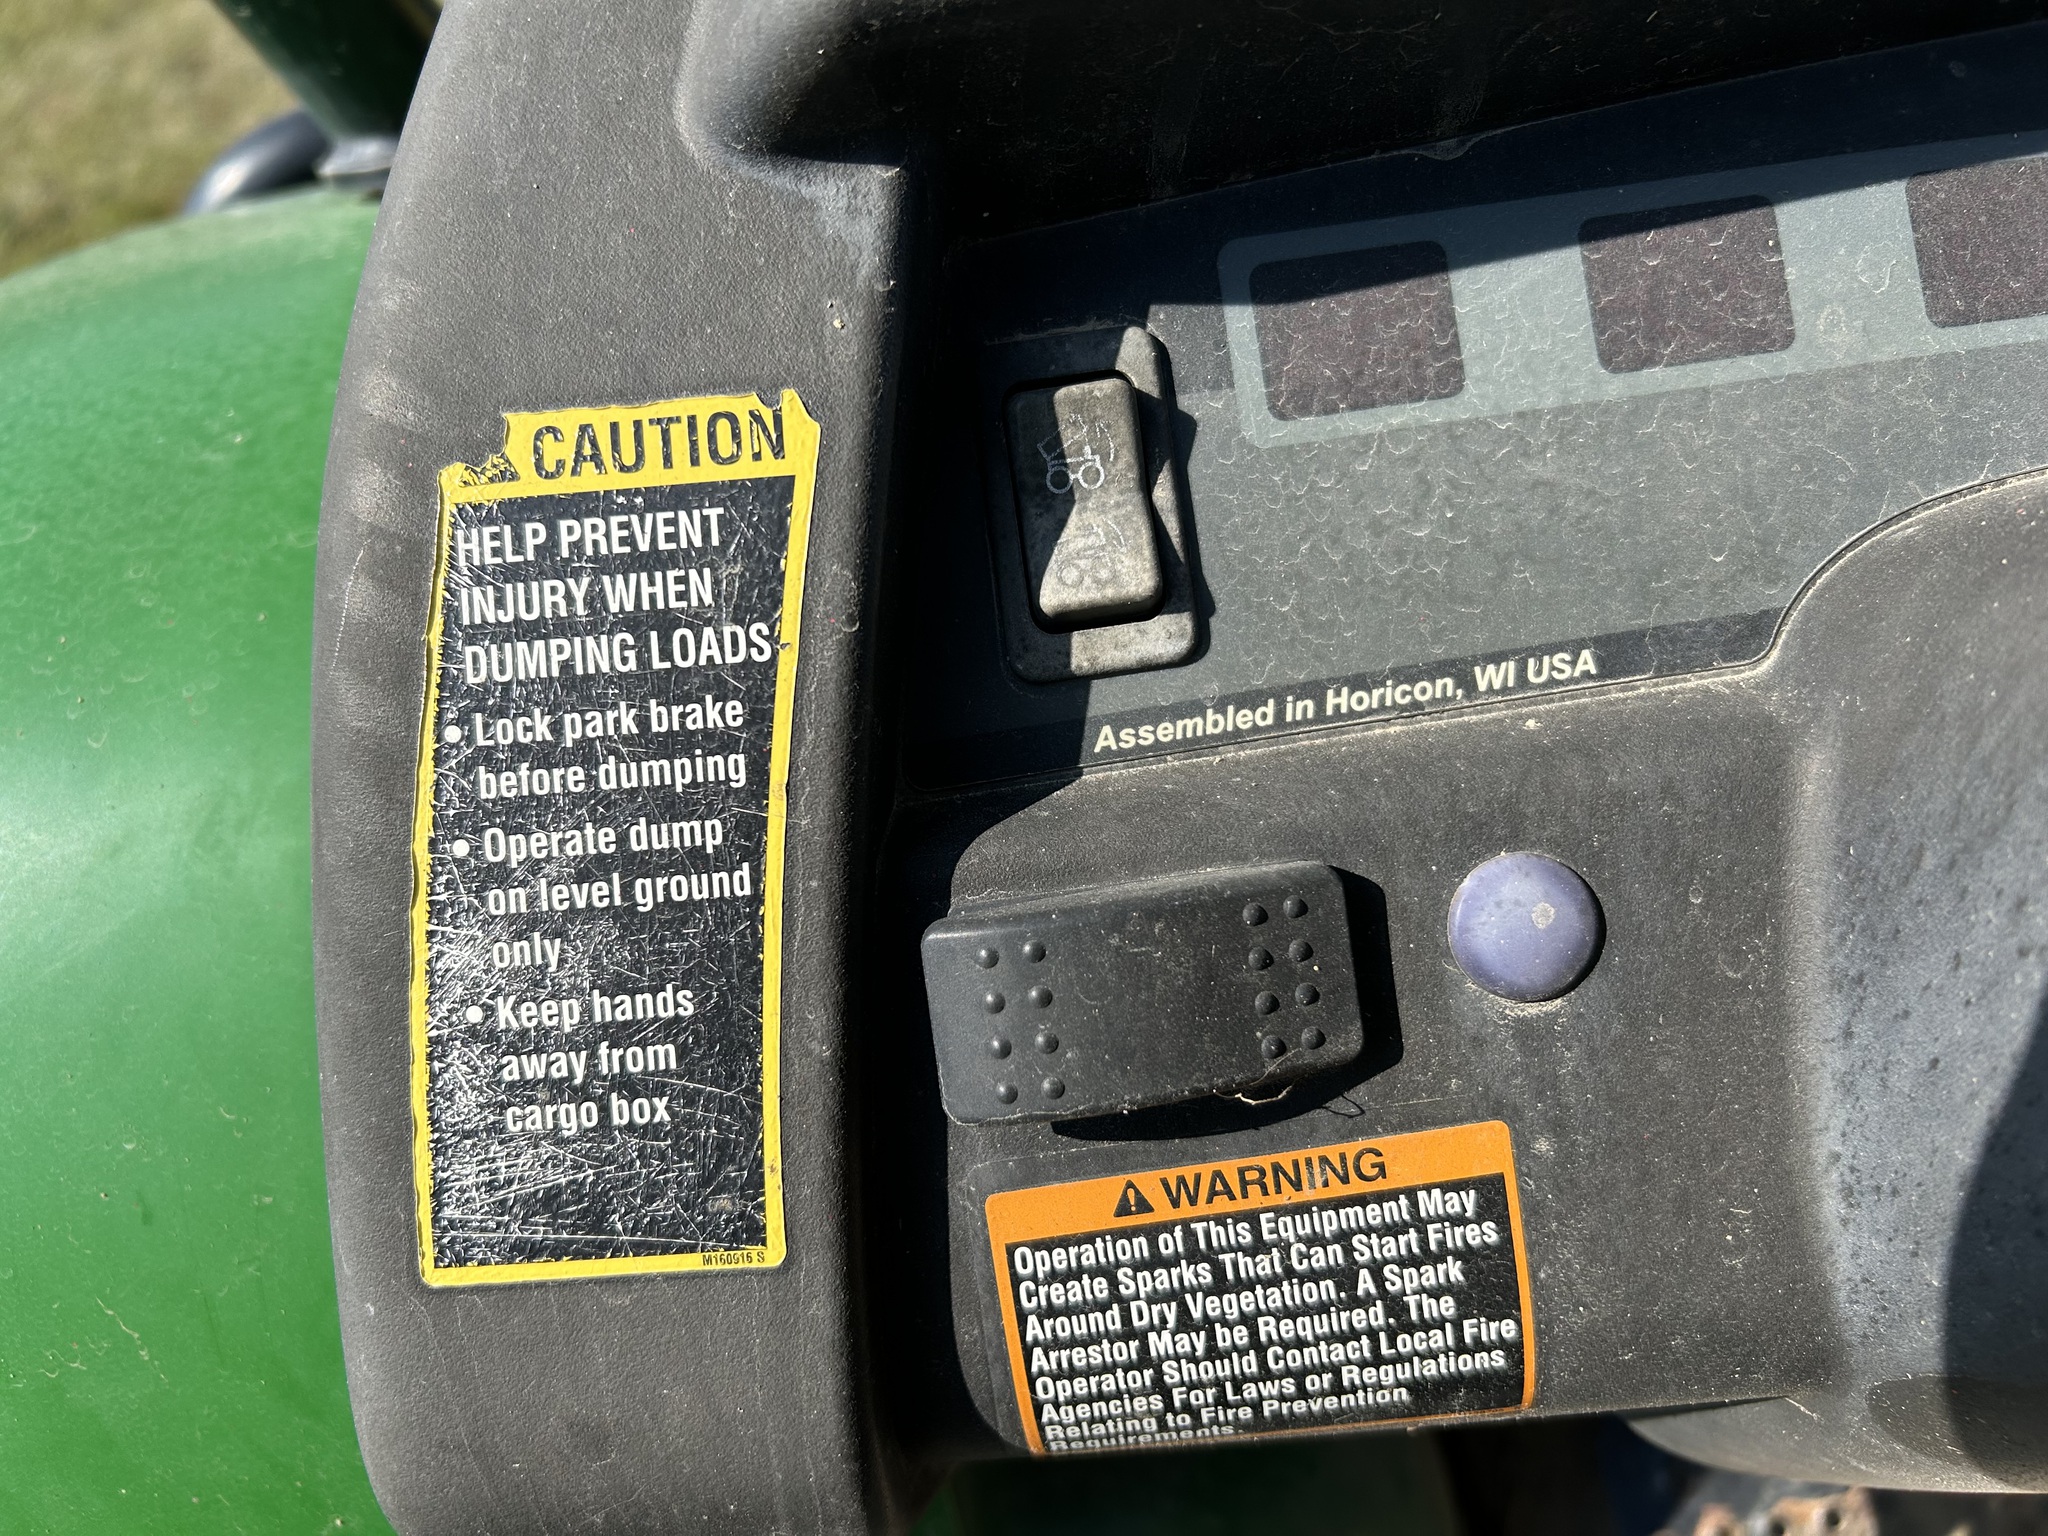 CAUTION
HELP PREVENT
INJURY WHEN
DUMPING LOADS
• Lock park brake
before dumping
• Operate dump
on level ground
only
• Keep hands
away from
cargo box
M160916 S
Assembled in Horicon, WI USA
WARNING
Operation of This Equipment May
Create Sparks That Can Start Fires
Around Dry Vegetation. A Spark
Arrestor May be Required. The
Operator Should Contact Local Fire
Agencies For Laws or Regulations
Relating to Fire Prevention
Requirements.